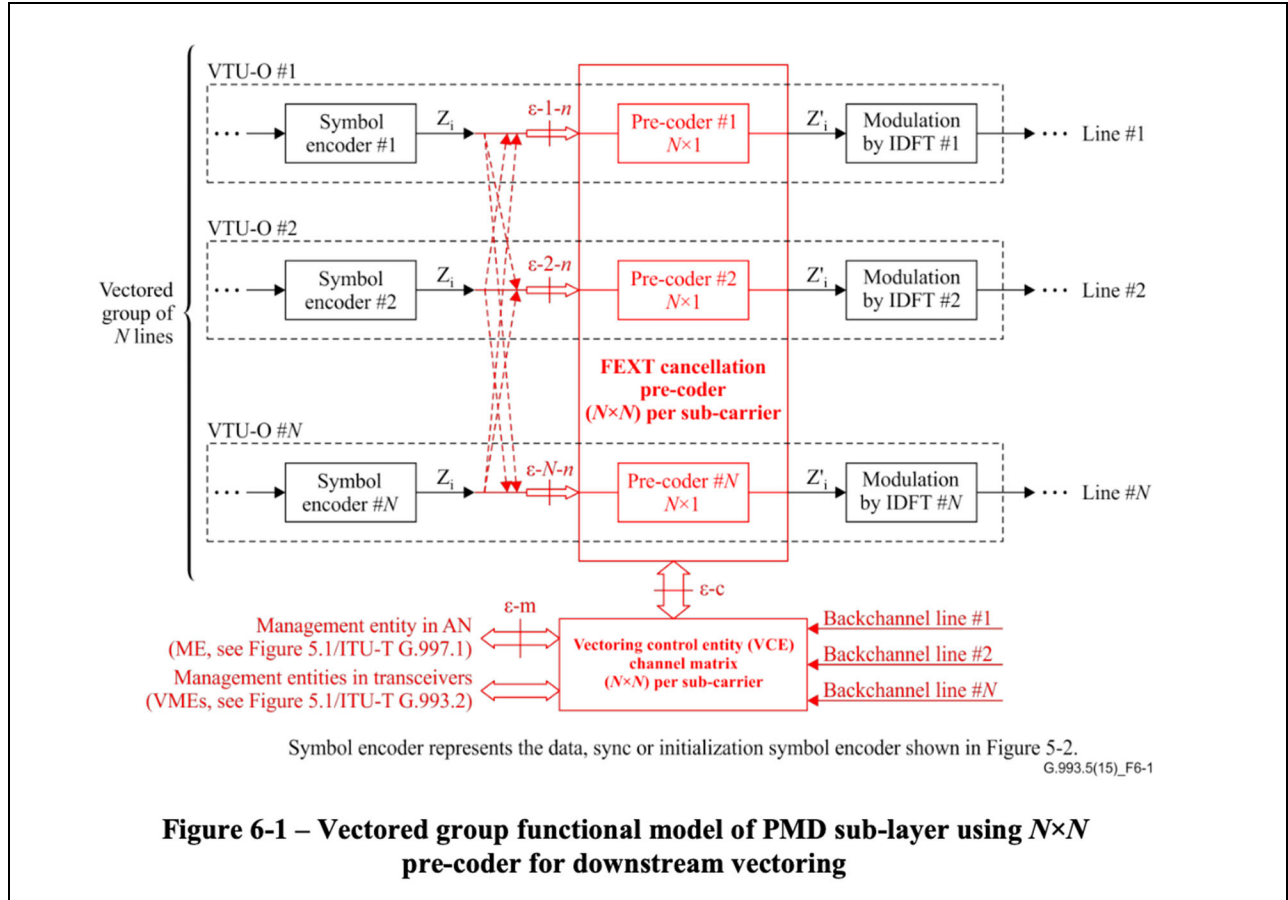 VTU-O #1
Symbol
encoder #1
Zi
ε-1-n
Pre-coder #1
N×1
Z'i
Modulation
by IDFT #1
Line #1
VTU-O #2
Symbol
encoder #2
Zi
ε-2-n
Pre-coder #2
N×1
Z'i
Modulation
by IDFT #2
Line #2
Vectored
group of
N lines
FEXT cancellation
pre-coder
(N×N) per sub-carrier
VTU-O #N
Symbol
encoder #N
Zi
ε-N-n
Pre-coder #N
N×1
Z'i
Modulation
by IDFT #N
Line #N
ε-c
ε-m
Management entity in AN
(ME, see Figure 5.1/ITU-T G.997.1)
Management entities in transceivers
(VMEs, see Figure 5.1/ITU-T G.993.2)
Vectoring control entity (VCE)
channel matrix
(N×N) per sub-carrier
Backchannel line #1
Backchannel line #2
Backchannel line #N
Symbol encoder represents the data, sync or initialization symbol encoder shown in Figure 5-2.
G.993.5(15)_F6-1
Figure 6-1 – Vectored group functional model of PMD sub-layer using N×N
pre-coder for downstream vectoring